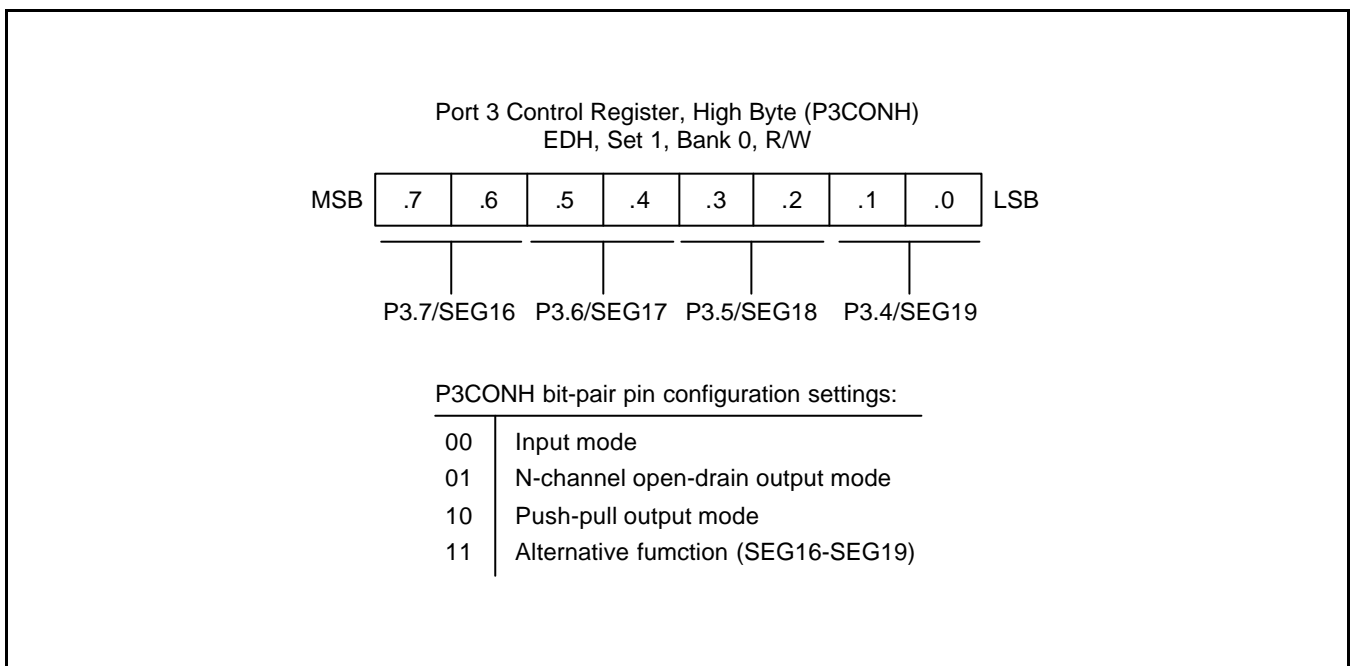 Port 3 Control Register, High Byte (P3CONH)
EDH, Set 1, Bank 0, R/W
MSB .7 .6 .5 .4 .3 .2 .1 .0 LSB
P3.7/SEG16 P3.6/SEG17 P3.5/SEG18 P3.4/SEG19
P3CONH bit-pair pin configuration settings:
00 Input mode
01 N-channel open-drain output mode
10 Push-pull output mode
11 Alternative fumction (SEG16-SEG19)